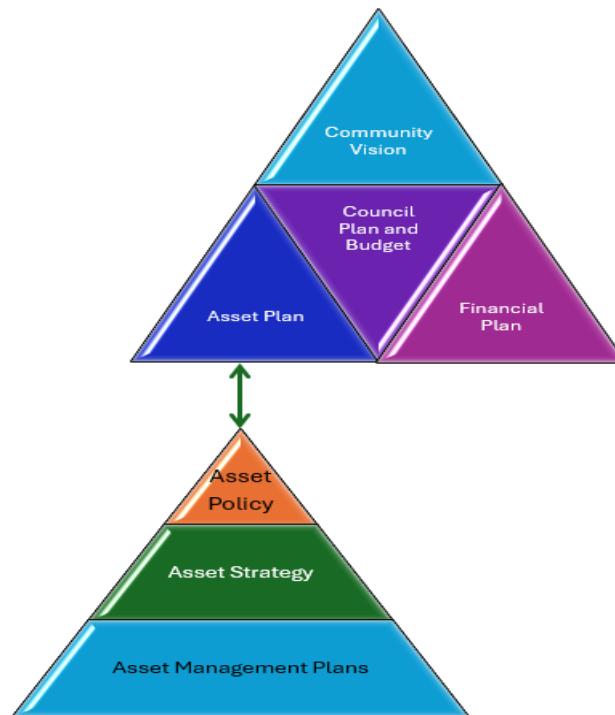 Community
Vision
Council
Plan and
Budget
Asset Plan
Financial
Plan
Asset
Policy
Asset Strategy
Asset Management Plans